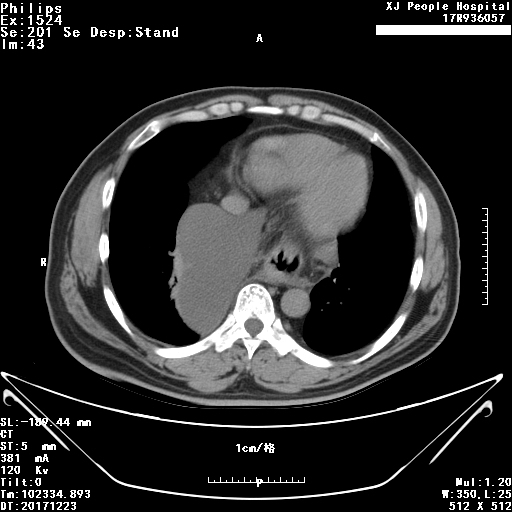 Philips
Ex:1524
Se:201 Se Desp:Stand
Im:43
XJ People Hospital
17R936057
A
R
SL:-189.44 mm
CT
ST:5 mm
381 mA
120 Kv
Tilt:0
Tm:102334.893
DT:20171223
1cm/格
P
Mul:1.20
W:350,L:25
512 X 512